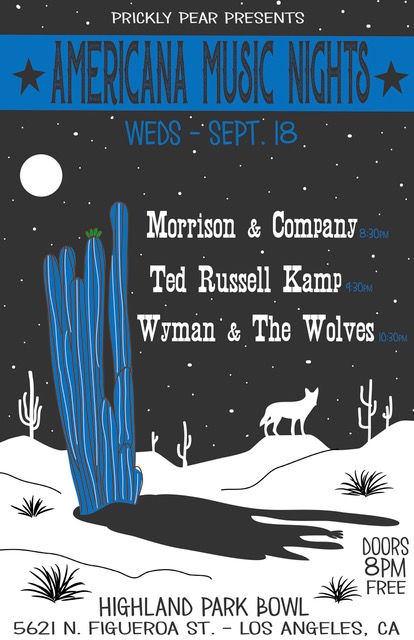 PRICKLY PEAR PRESENTS
AMERICANA MUSIC NIGHTS
WEDS - SEPT. 18
Morrison & Company 8:30PM
Ted Russell Kamp 9:30PM
Wyman & The Wolves 10:30PM
DOORS
8PM
FREE
HIGHLAND PARK BOWL
5621 N. FIGUEROA ST. - LOS ANGELES, CA